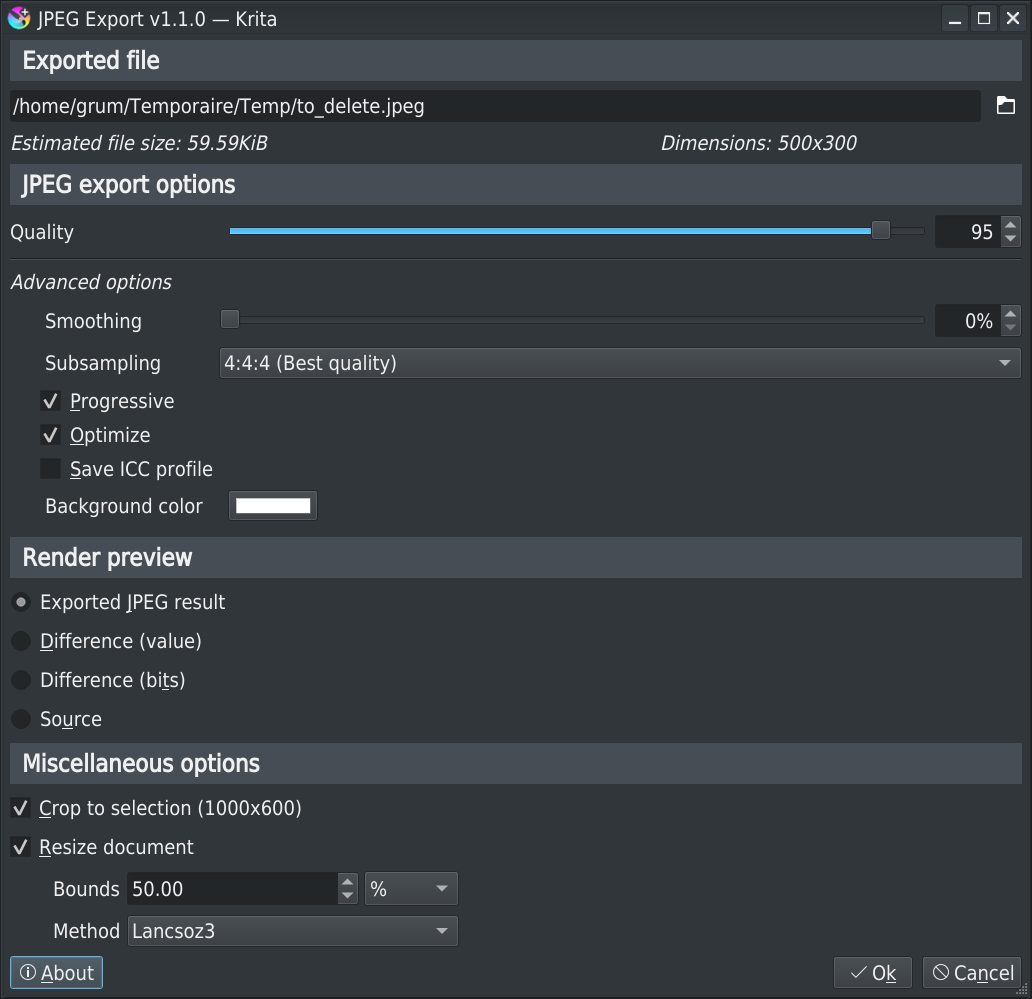 JPEG Export v1.1.0 — Krita
Exported file
/home/grum/Temporaire/Temp/to_delete.jpeg
Estimated file size: 59.59KiB Dimensions: 500x300
JPEG export options
Quality 95
Advanced options
Smoothing 0%
Subsampling 4:4:4 (Best quality)
Progressive
Optimize
Save ICC profile
Background color
Render preview
Exported JPEG result
Difference (value)
Difference (bits)
Source
Miscellaneous options
Crop to selection (1000x600)
Resize document
Bounds 50.00 %
Method Lancsoz3
About Ok Cancel